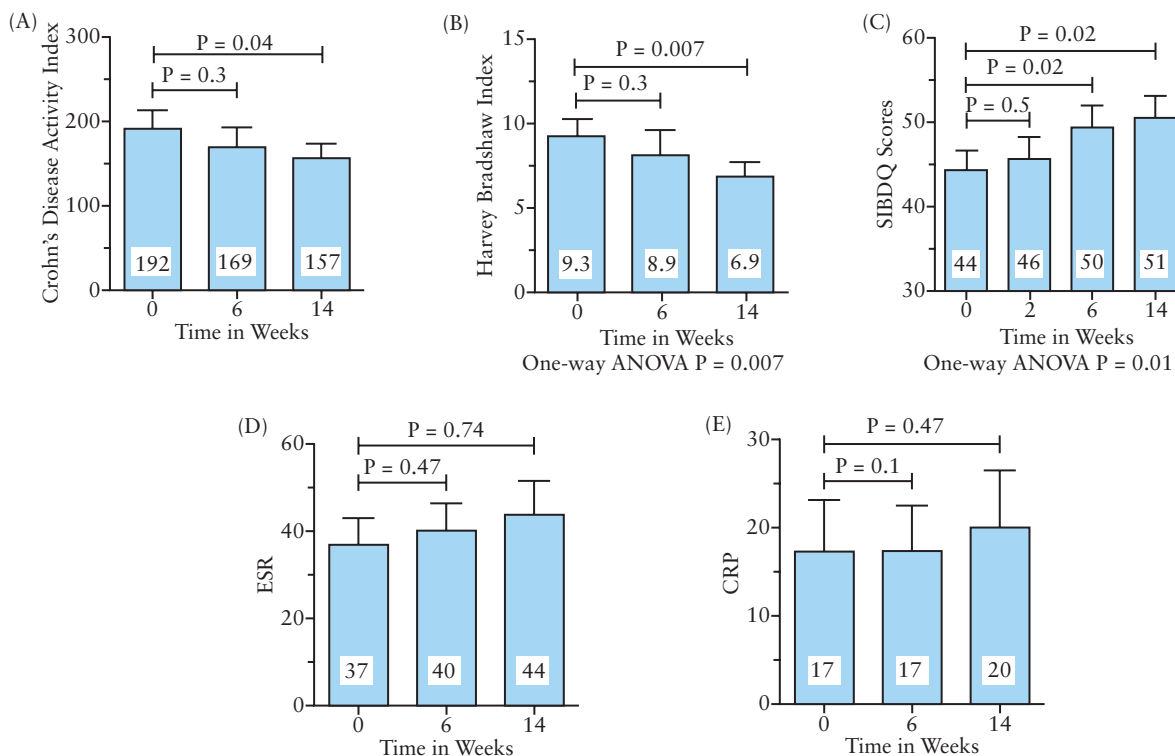 (A)
Crohn's Disease Activity Index
300
200
100
0
P = 0.04
P = 0.3
192
169
157
0
6
14
Time in Weeks
(B)
Harvey Bradshaw Index
15
10
5
0
P = 0.007
P = 0.3
9.3
8.9
6.9
0
6
14
Time in Weeks
One-way ANOVA P = 0.007
(C)
SIBDQ Scores
60
50
40
30
P = 0.02
P = 0.02
P = 0.5
44
46
50
51
0
2
6
14
Time in Weeks
One-way ANOVA P = 0.01
(D)
ESR
60
40
20
0
P = 0.74
P = 0.47
37
40
44
0
6
14
Time in Weeks
(E)
CRP
30
20
10
0
P = 0.47
P = 0.1
17
17
20
0
6
14
Time in Weeks